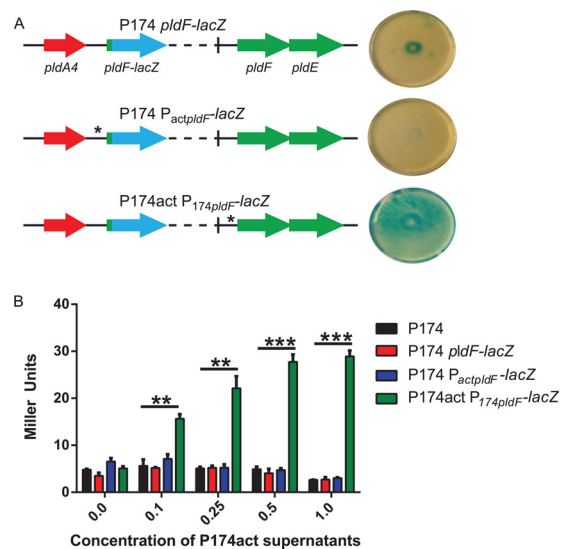 A
P174 pldF-lacZ
pldA4 pldF-lacZ pldF pldE
*
P174 PactpldF-lacZ
P174act P174pldF-lacZ
*
B
40
30
20
10
0
Miller Units
** ** *** ***
0.0 0.1 0.25 0.5 1.0
Concentration of P174act supernatants
P174
P174 pldF-lacZ
P174 PactpldF-lacZ
P174act P174pldF-lacZ